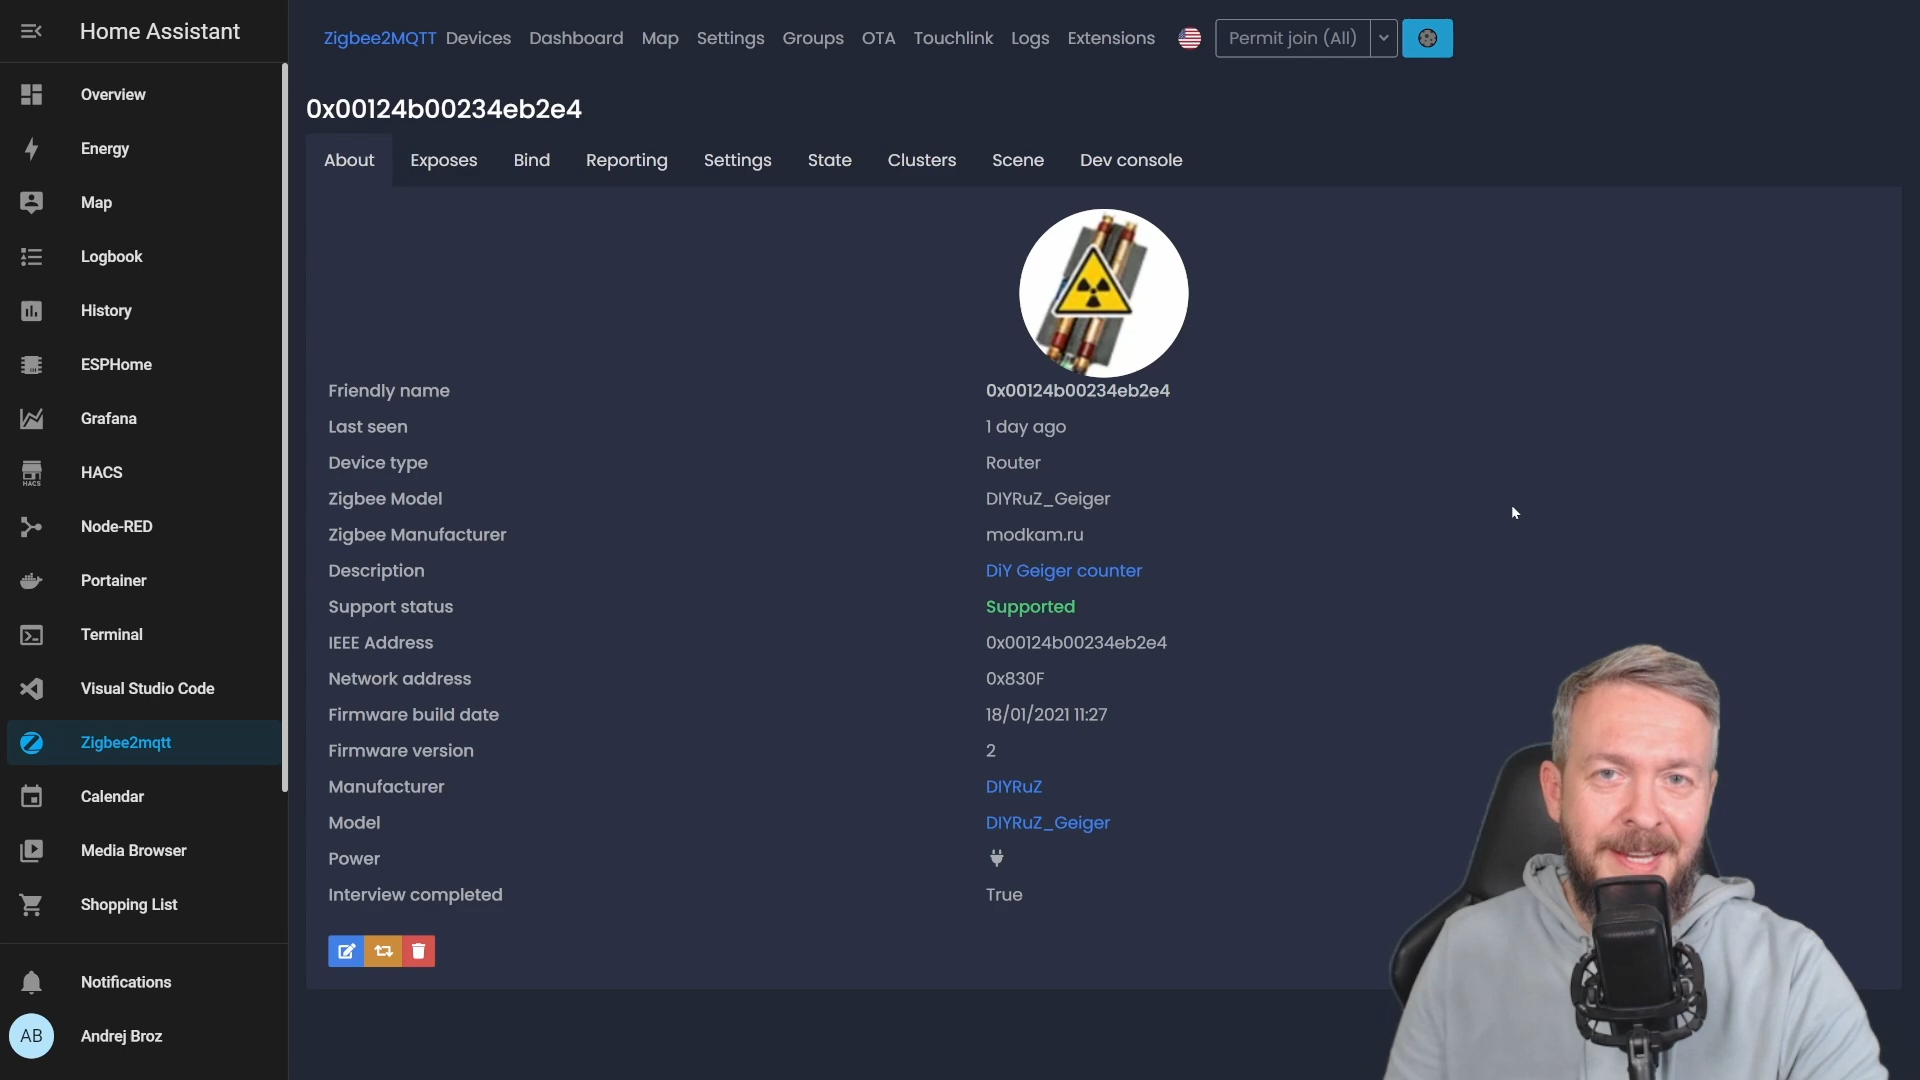 Home Assistant
Overview
Energy
Map
Logbook
History
ESPHome
Grafana
HACS
HACS
Node-RED
Portainer
Terminal
Visual Studio Code
Zigbee2mqtt
Calendar
Media Browser
Shopping List
Notifications
AB Andrej Broz
Zigbee2MQTT Devices Dashboard Map Settings Groups OTA Touchlink Logs Extensions Permit join (All)
0x00124b00234eb2e4
About Exposes Bind Reporting Settings State Clusters Scene Dev console
Friendly name 0x00124b00234eb2e4
Last seen 1 day ago
Device type Router
Zigbee Model DIYRuZ_Geiger
Zigbee Manufacturer modkam.ru
Description DiY Geiger counter
Support status Supported
IEEE Address 0x00124b00234eb2e4
Network address 0x830F
Firmware build date 18/01/2021 11:27
Firmware version 2
Manufacturer DIYRuZ
Model DIYRuZ_Geiger
Power
Interview completed True